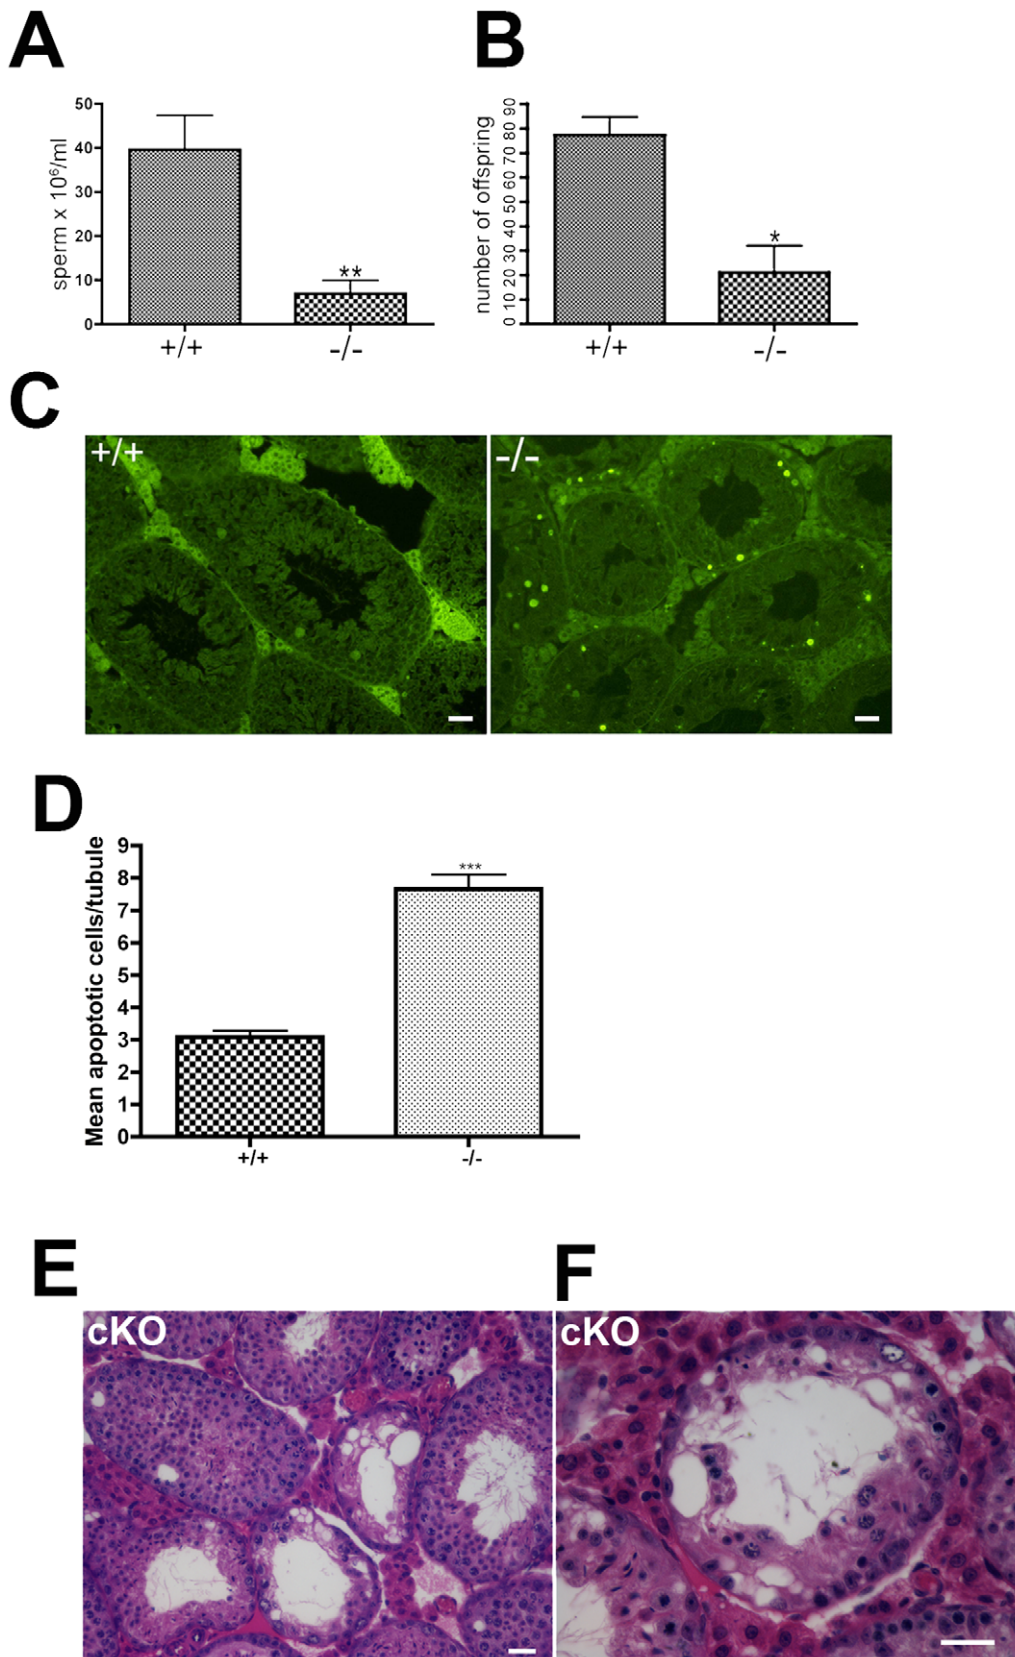 A
B
sperm x 10⁶/ml
50
40
30
20
10
0
**
+/+
-/-
number of offspring
0 10 20 30 40 50 60 70 80 90
*
+/+
-/-
C
+/+
-/-
D
Mean apoptotic cells/tubule
9
8
7
6
5
4
3
2
1
0
***
+/+
-/-
E
F
cKO
cKO